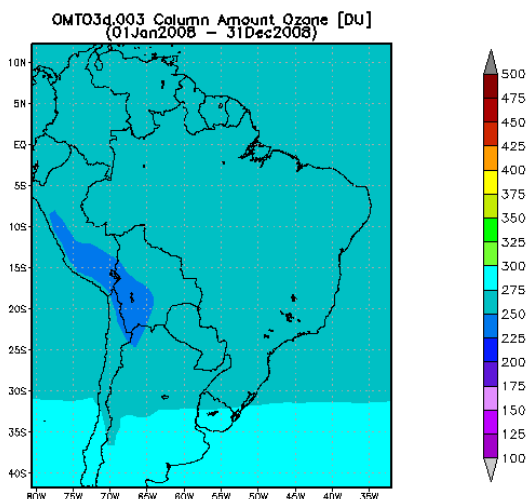 OMTO3d.003 Column Amount Ozone [DU]
(01Jan2008 – 31Dec2008)
10N
5N
EQ
5S
10S
15S
20S
25S
30S
35S
40S
80W 75W 70W 65W 60W 55W 50W 45W 40W 35W
500
475
450
425
400
375
350
325
300
275
250
225
200
175
150
125
100